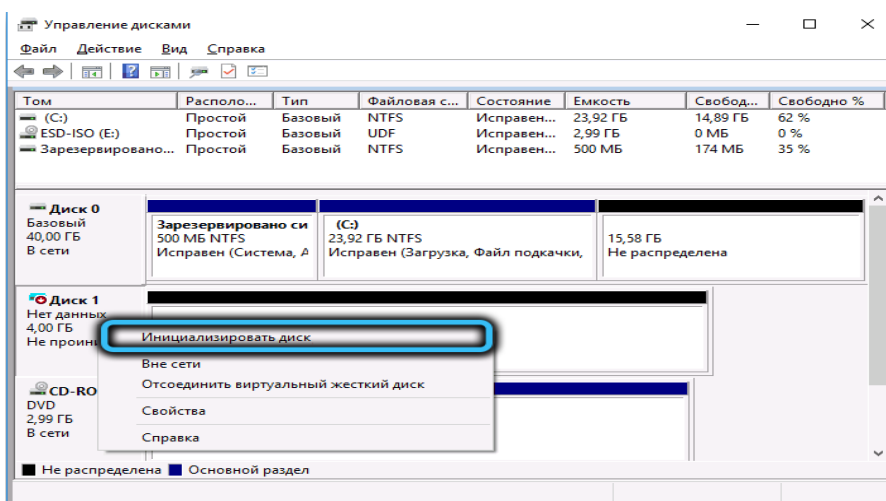 Управление дисками
Файл Действие Вид Справка
Том Располо... Тип Файловая с... Состояние Емкость Свобод... Свободно %
(C:) Простой Базовый NTFS Исправен... 23,92 ГБ 14,89 ГБ 62 %
ESD-ISO (E:) Простой Базовый UDF Исправен... 2,99 ГБ 0 МБ 0 %
Зарезервировано... Простой Базовый NTFS Исправен... 500 МБ 174 МБ 35 %
Диск 0
Базовый
40,00 ГБ
В сети
Зарезервировано си
500 МБ NTFS
Исправен (Система, А
(C:)
23,92 ГБ NTFS
Исправен (Загрузка, Файл подкачки,
15,58 ГБ
Не распределена
Диск 1
Нет данных
4,00 ГБ
Не проини
Инициализировать диск
Вне сети
Отсоединить виртуальный жесткий диск
Свойства
Справка
CD-RO
DVD
2,99 ГБ
В сети
Не распределена Основной раздел